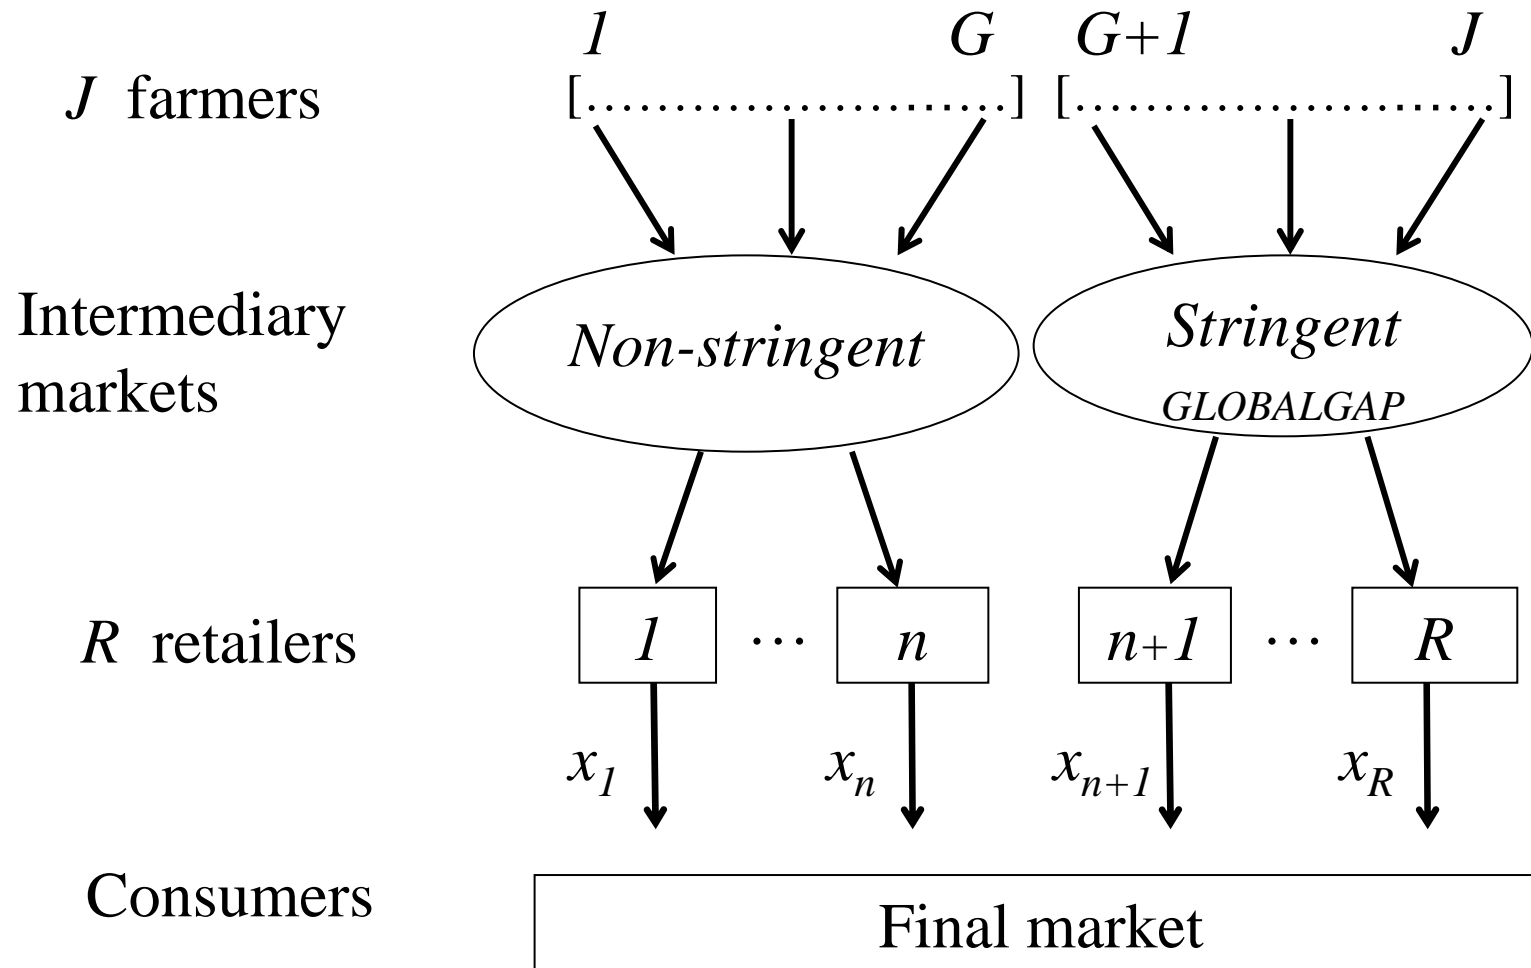 1 G G+1 J
J farmers [........................] [........................]
Intermediary
markets
Non-stringent
Stringent
GLOBALGAP
R retailers 1 ... n n+1 ... R
x1 xn xn+1 xR
Consumers
Final market